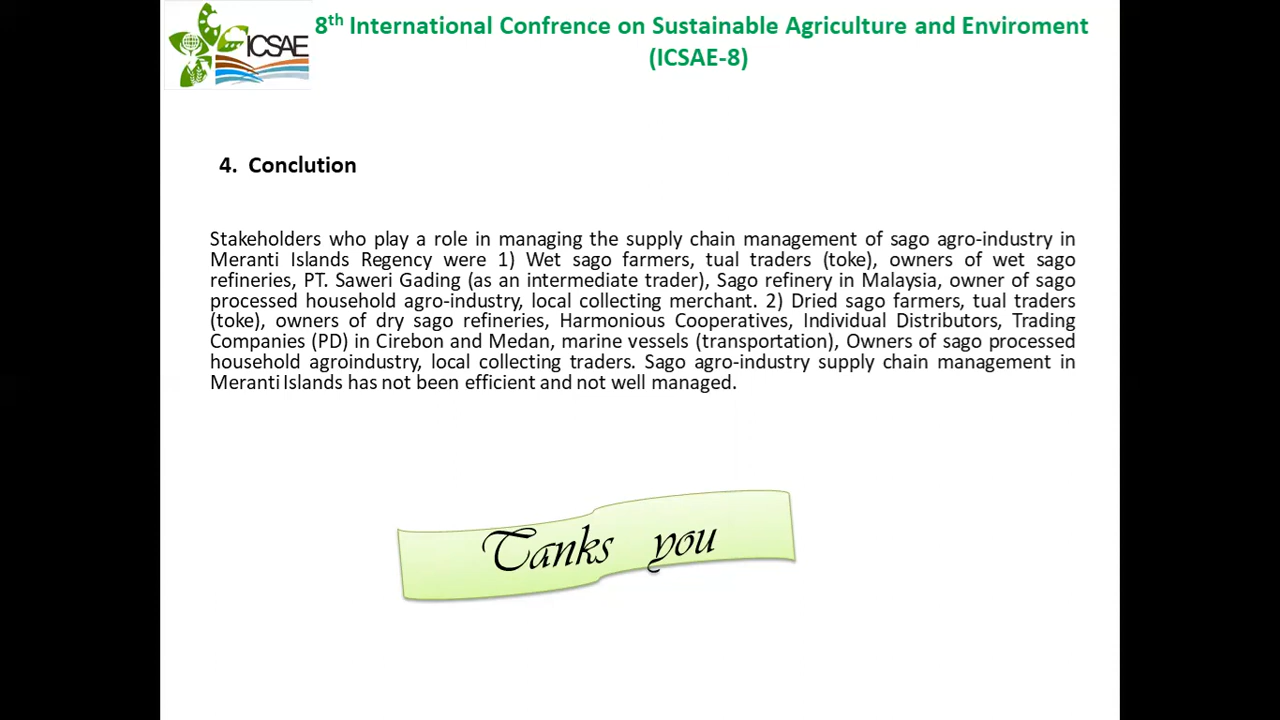 ICSAE
8th International Confrence on Sustainable Agriculture and Enviroment
(ICSAE-8)
4. Conclution
Stakeholders who play a role in managing the supply chain management of sago agro-industry in
Meranti Islands Regency were 1) Wet sago farmers, tual traders (toke), owners of wet sago
refineries, PT. Saweri Gading (as an intermediate trader), Sago refinery in Malaysia, owner of sago
processed household agro-industry, local collecting merchant. 2) Dried sago farmers, tual traders
(toke), owners of dry sago refineries, Harmonious Cooperatives, Individual Distributors, Trading
Companies (PD) in Cirebon and Medan, marine vessels (transportation), Owners of sago processed
household agroindustry, local collecting traders. Sago agro-industry supply chain management in
Meranti Islands has not been efficient and not well managed.
Tanks you